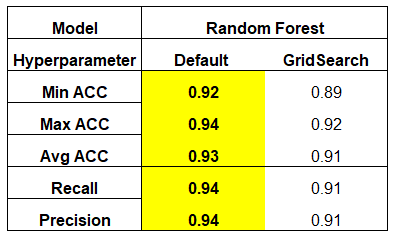 Model Random Forest
Hyperparameter Default GridSearch
Min ACC 0.92 0.89
Max ACC 0.94 0.92
Avg ACC 0.93 0.91
Recall 0.94 0.91
Precision 0.94 0.91